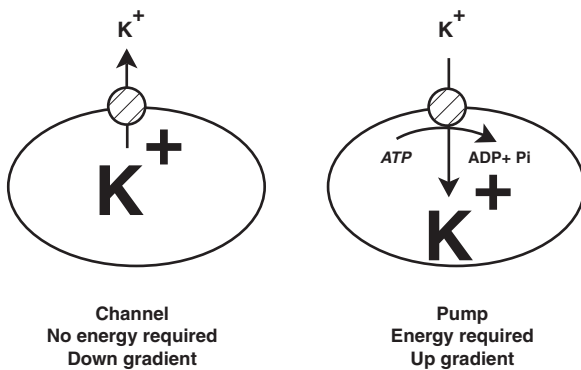 K+
K+
Channel
No energy required
Down gradient
K+
ATP
ADP+ Pi
K+
Pump
Energy required
Up gradient